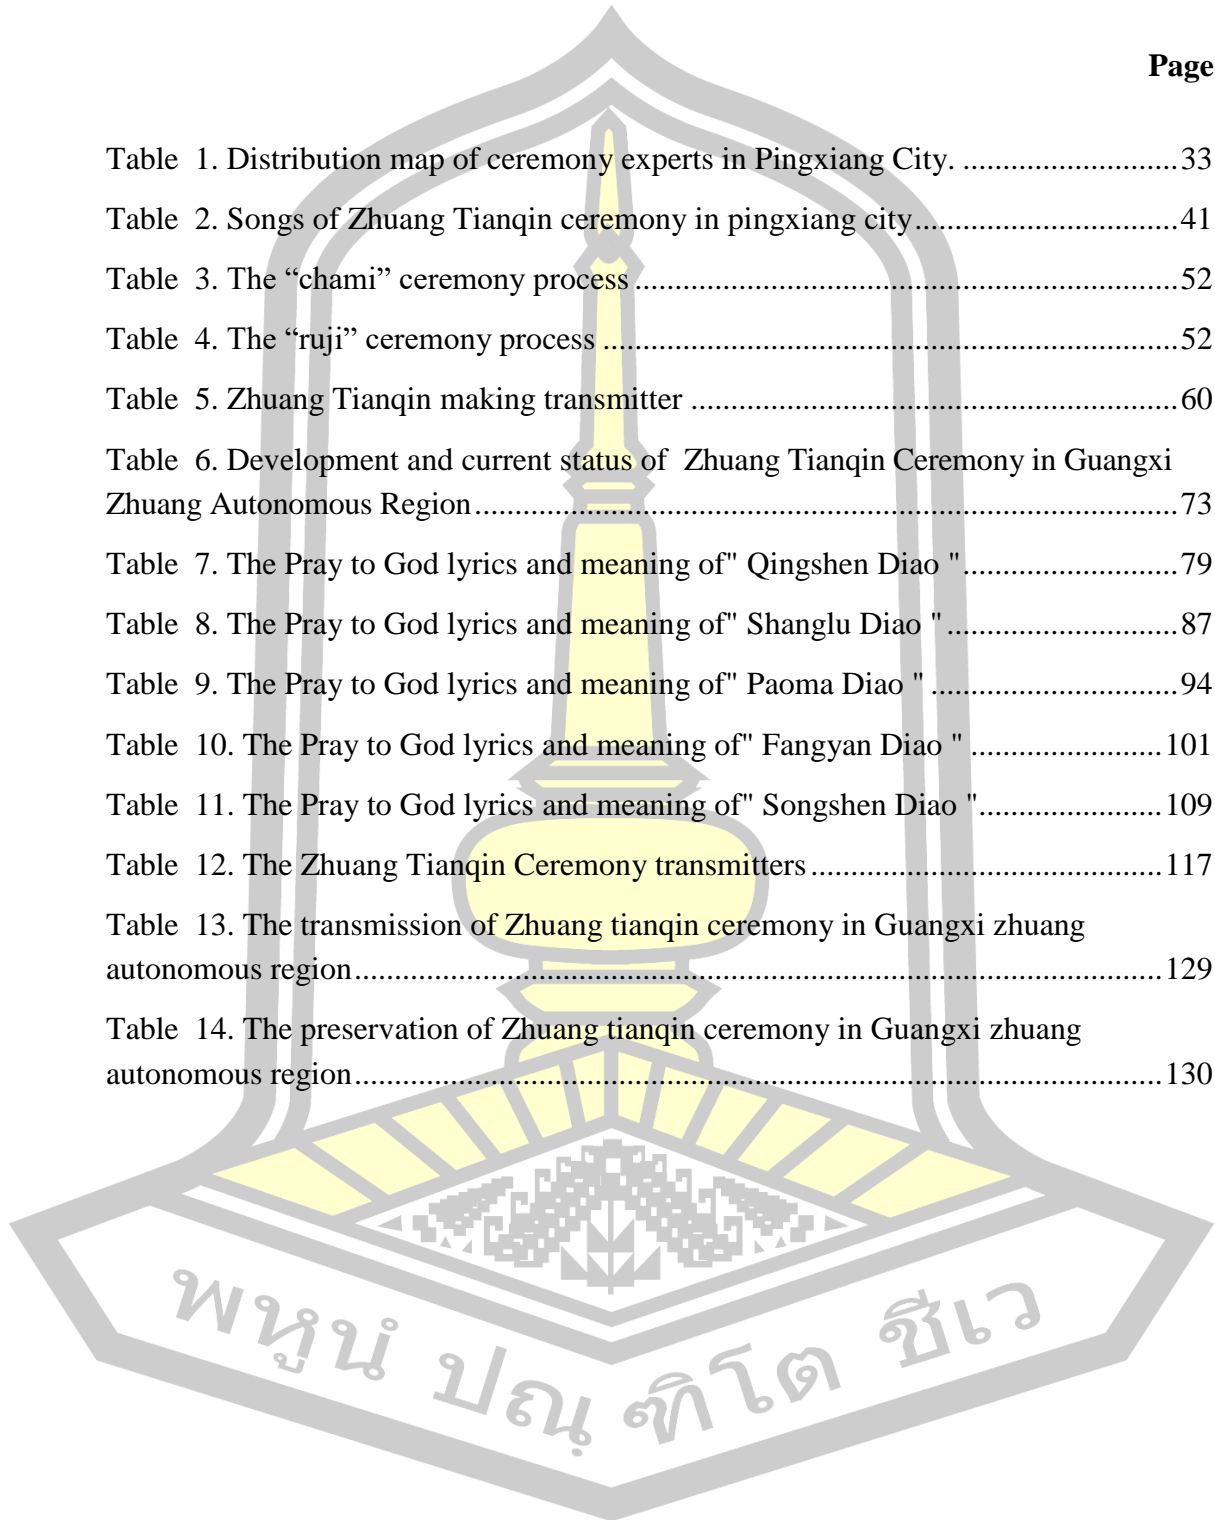 Page
Table 1. Distribution map of ceremony experts in Pingxiang City. ...........................33
Table 2. Songs of Zhuang Tianqin ceremony in pingxiang city.................................41
Table 3. The “chami” ceremony process ....................................................................52
Table 4. The “ruji” ceremony process ........................................................................52
Table 5. Zhuang Tianqin making transmitter .............................................................60
Table 6. Development and current status of Zhuang Tianqin Ceremony in Guangxi
Zhuang Autonomous Region.......................................................................................73
Table 7. The Pray to God lyrics and meaning of" Qingshen Diao "...........................79
Table 8. The Pray to God lyrics and meaning of" Shanglu Diao " .............................87
Table 9. The Pray to God lyrics and meaning of" Paoma Diao " ...............................94
Table 10. The Pray to God lyrics and meaning of" Fangyan Diao " ........................101
Table 11. The Pray to God lyrics and meaning of" Songshen Diao ".......................109
Table 12. The Zhuang Tianqin Ceremony transmitters ............................................117
Table 13. The transmission of Zhuang tianqin ceremony in Guangxi zhuang
autonomous region....................................................................................................129
Table 14. The preservation of Zhuang tianqin ceremony in Guangxi zhuang
autonomous region....................................................................................................130
พหูนํ ปณฺฑิโต ชีเว